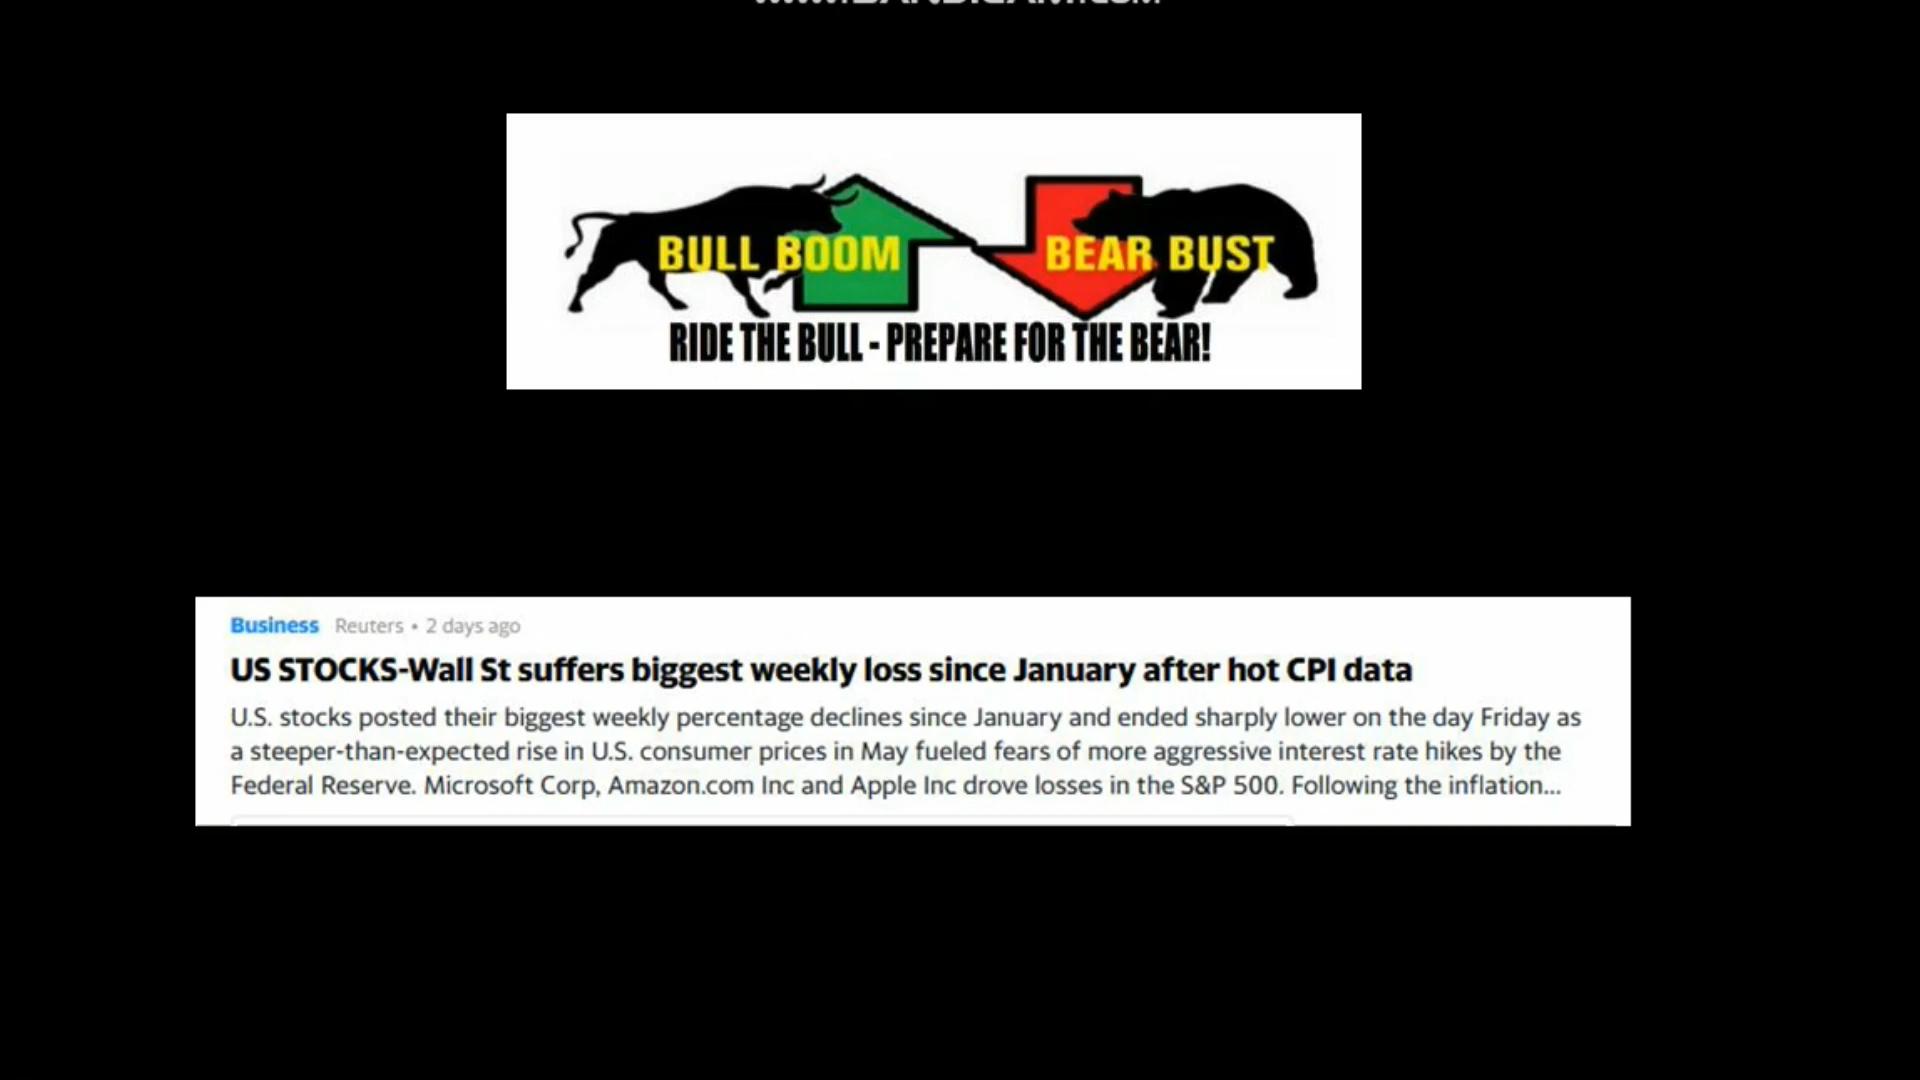 BULL BOOM BEAR BUST
RIDE THE BULL - PREPARE FOR THE BEAR!
Business Reuters • 2 days ago
US STOCKS-Wall St suffers biggest weekly loss since January after hot CPI data
U.S. stocks posted their biggest weekly percentage declines since January and ended sharply lower on the day Friday as
a steeper-than-expected rise in U.S. consumer prices in May fueled fears of more aggressive interest rate hikes by the
Federal Reserve. Microsoft Corp, Amazon.com Inc and Apple Inc drove losses in the S&P 500. Following the inflation...